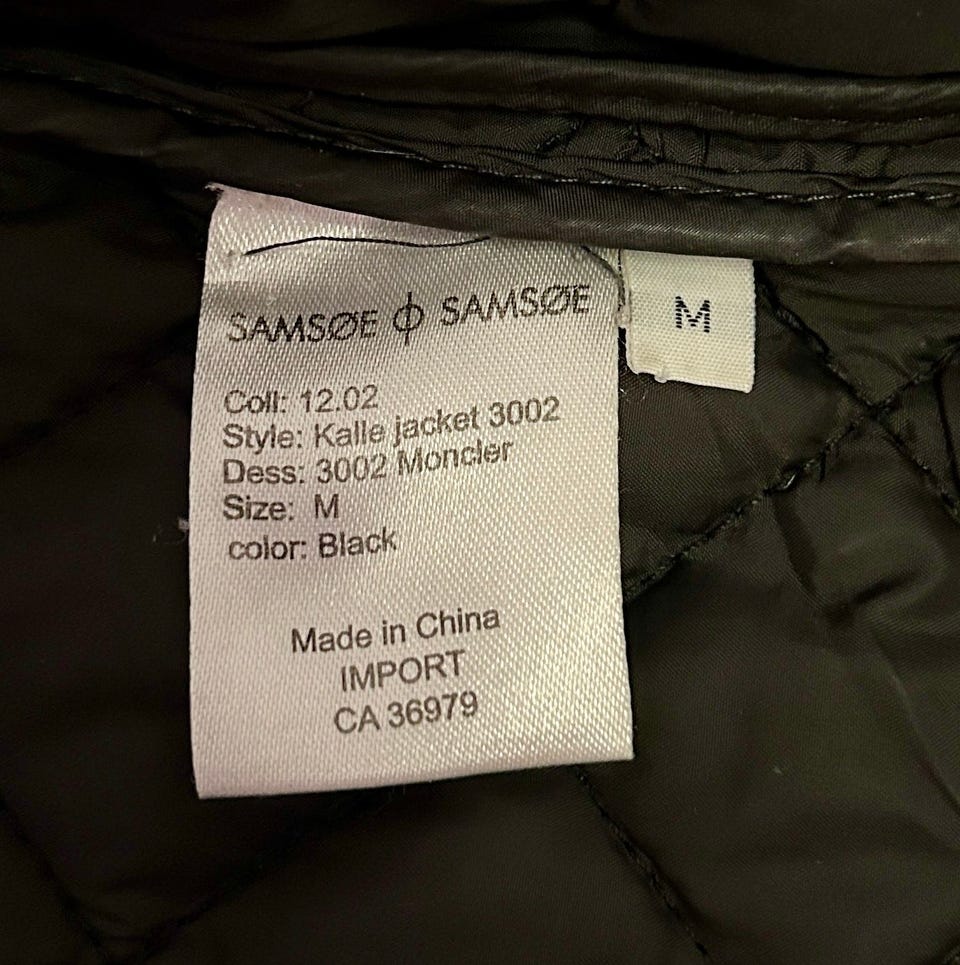 SAMSØE ϕ SAMSØE
M
Coll: 12.02
Style: Kalle jacket 3002
Dess: 3002 Moncler
Size: M
color: Black
Made in China
IMPORT
CA 36979